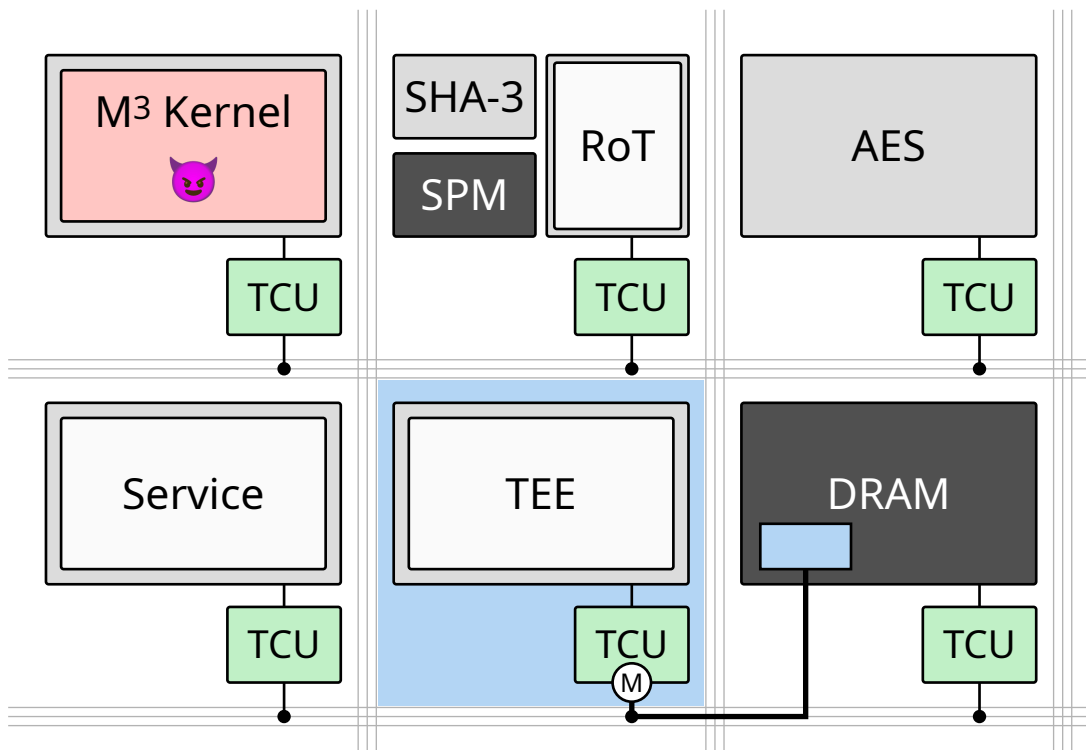 M³ Kernel
SHA-3
SPM
RoT
AES
TCU
TCU
TCU
Service
TEE
DRAM
TCU
TCU
M
TCU